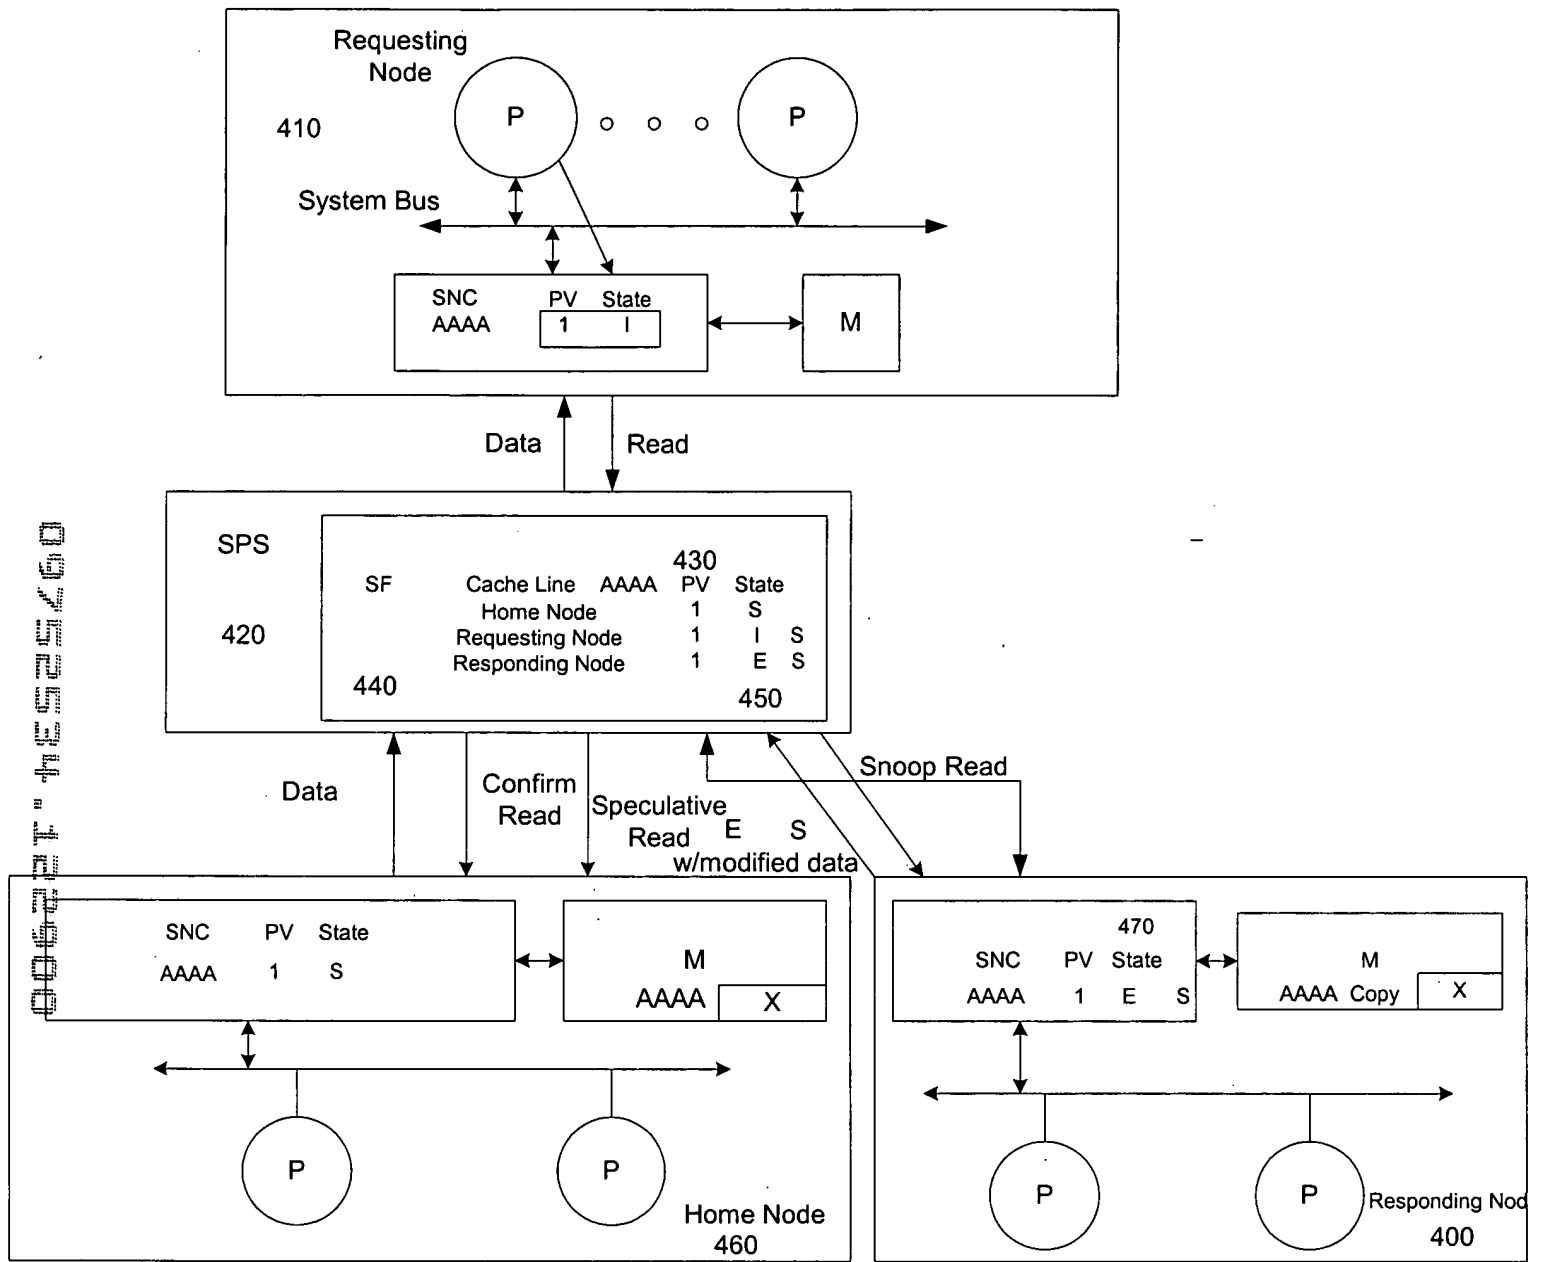 Requesting
Node
P
P
410
System Bus
SNC PV State
AAAA 1 I
M
Data
Read
SPS
420
430
SF Cache Line AAAA PV State
Home Node 1 S
Requesting Node 1 I S
Responding Node 1 E S
440
450
09752534.122900
Data
Confirm
Read
Speculative
Read
E S
w/modified data
Snoop Read
SNC PV State
AAAA 1 S
M
AAAA X
P
P
Home Node
460
470
SNC PV State
AAAA 1 E S
M
AAAA Copy X
P
P
Responding Nod
400